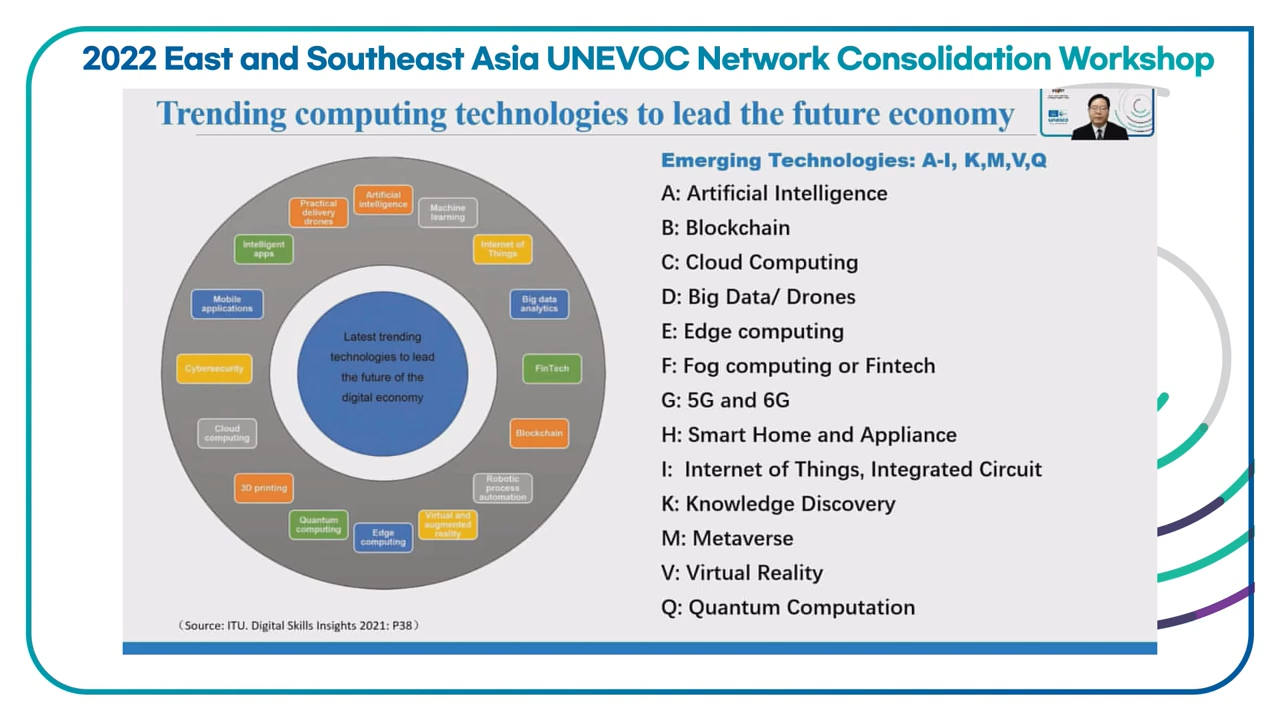 2022 East and Southeast Asia UNEVOC Network Consolidation Workshop
Trending computing technologies to lead the future economy
Artificial
intelligence
Machine
learning
Internet of
Things
Big data
analytics
FinTech
Blockchain
Robotic
process
automation
Virtual and
augmented
reality
Edge
computing
Quantum
computing
3D printing
Cloud
computing
Cybersecurity
Mobile
applications
Intelligent
apps
Practical
delivery
drones
Latest trending
technologies to lead
the future of the
digital economy
(Source: ITU. Digital Skills Insights 2021: P38)
Emerging Technologies: A-I, K,M,V,Q
A: Artificial Intelligence
B: Blockchain
C: Cloud Computing
D: Big Data/ Drones
E: Edge computing
F: Fog computing or Fintech
G: 5G and 6G
H: Smart Home and Appliance
I: Internet of Things, Integrated Circuit
K: Knowledge Discovery
M: Metaverse
V: Virtual Reality
Q: Quantum Computation